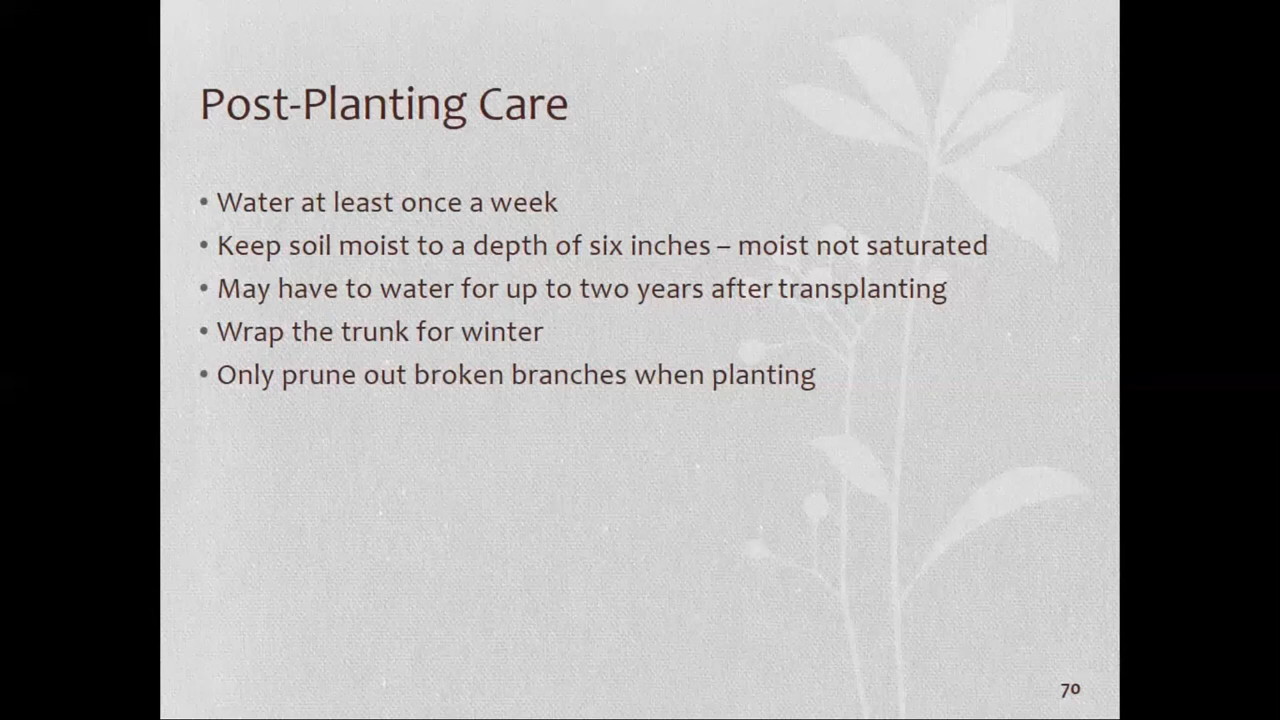 Post-Planting Care
• Water at least once a week
• Keep soil moist to a depth of six inches – moist not saturated
• May have to water for up to two years after transplanting
• Wrap the trunk for winter
• Only prune out broken branches when planting
70